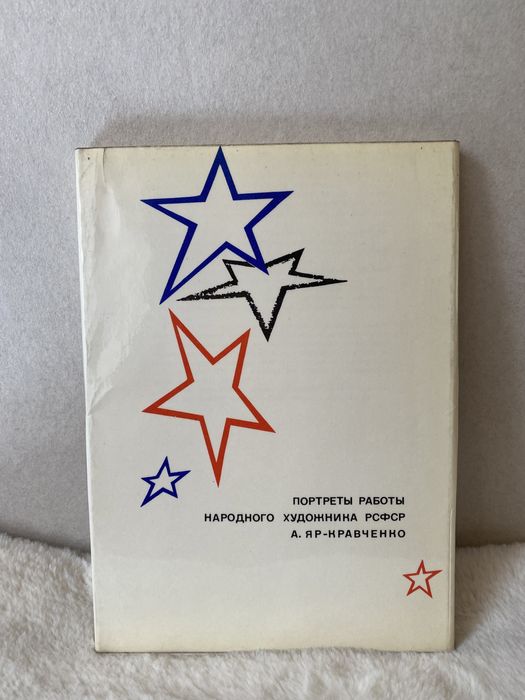 ПОРТРЕТЫ РАБОТЫ
НАРОДНОГО ХУДОЖНИКА РСФСР
А. ЯР-КРАВЧЕНКО